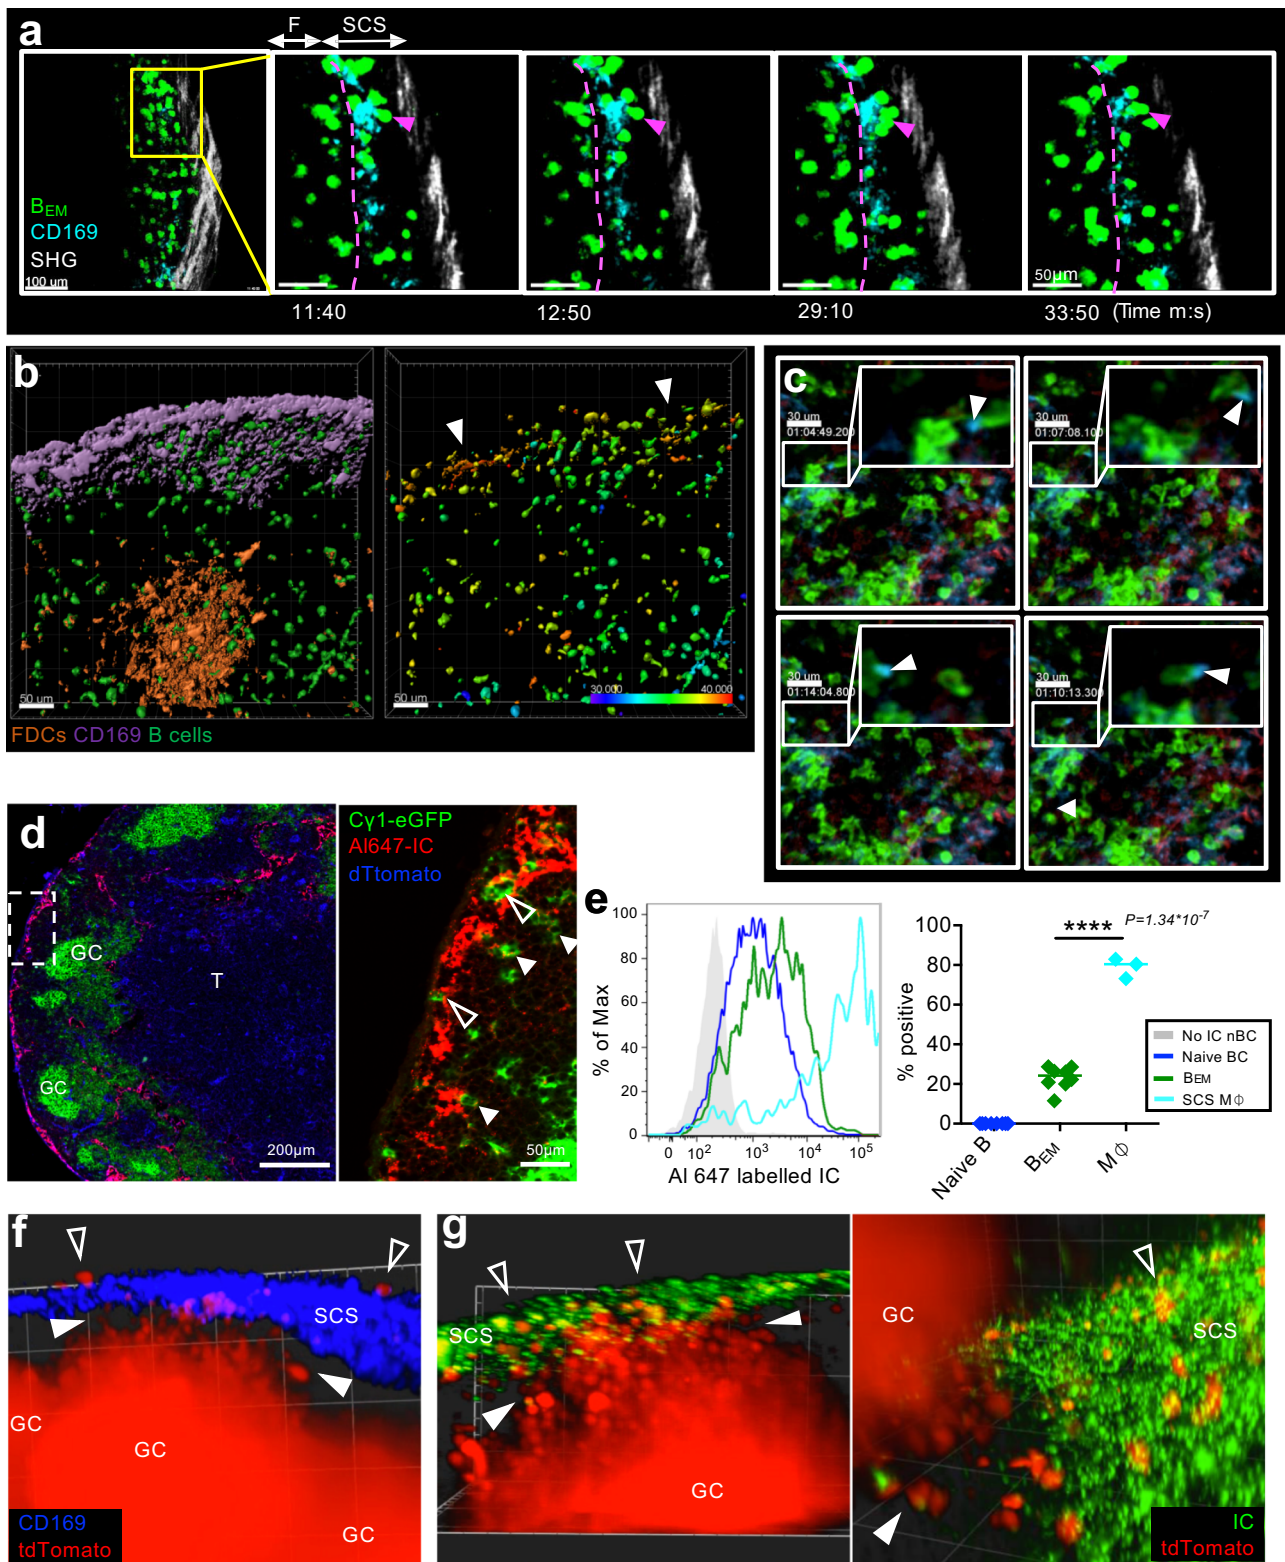 a
F
SCS
BEM
CD169
SHG
100 um
50µm
11:40
12:50
29:10
33:50 (Time m:s)
b
50 um
50 um
30.000
40.000
FDCs CD169 B cells
c
30 um
01:04:49.200
30 um
01:07:08.100
30 um
01:14:04.800
30 um
01:10:13.300
d
GC
T
GC
200µm
Cγ1-eGFP
Al647-IC
dTtomato
50µm
e
% of Max
100
80
60
40
20
0
0
10²
10³
10⁴
10⁵
Al 647 labelled IC
% positive
100
80
60
40
20
0
****
P=1.34*10⁻⁷
Naive B
BEM
MΦ
No IC nBC
Naive BC
BEM
SCS MΦ
f
SCS
GC
GC
GC
CD169
tdTomato
g
SCS
GC
GC
SCS
IC
tdTomato